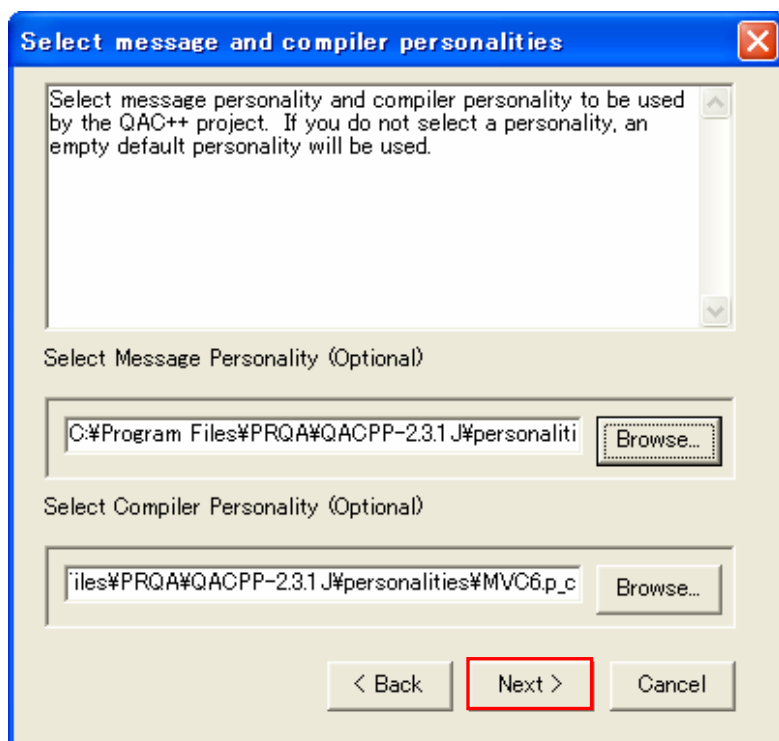 Select message and compiler personalities
Select message personality and compiler personality to be used
by the QAC++ project. If you do not select a personality, an
empty default personality will be used.
Select Message Personality (Optional)
C:¥Program Files¥PRQA¥QACPP-2.3.1J¥personaliti
Browse...
Select Compiler Personality (Optional)
iles¥PRQA¥QACPP-2.3.1J¥personalities¥MVC6.p_c
Browse...
< Back
Next >
Cancel